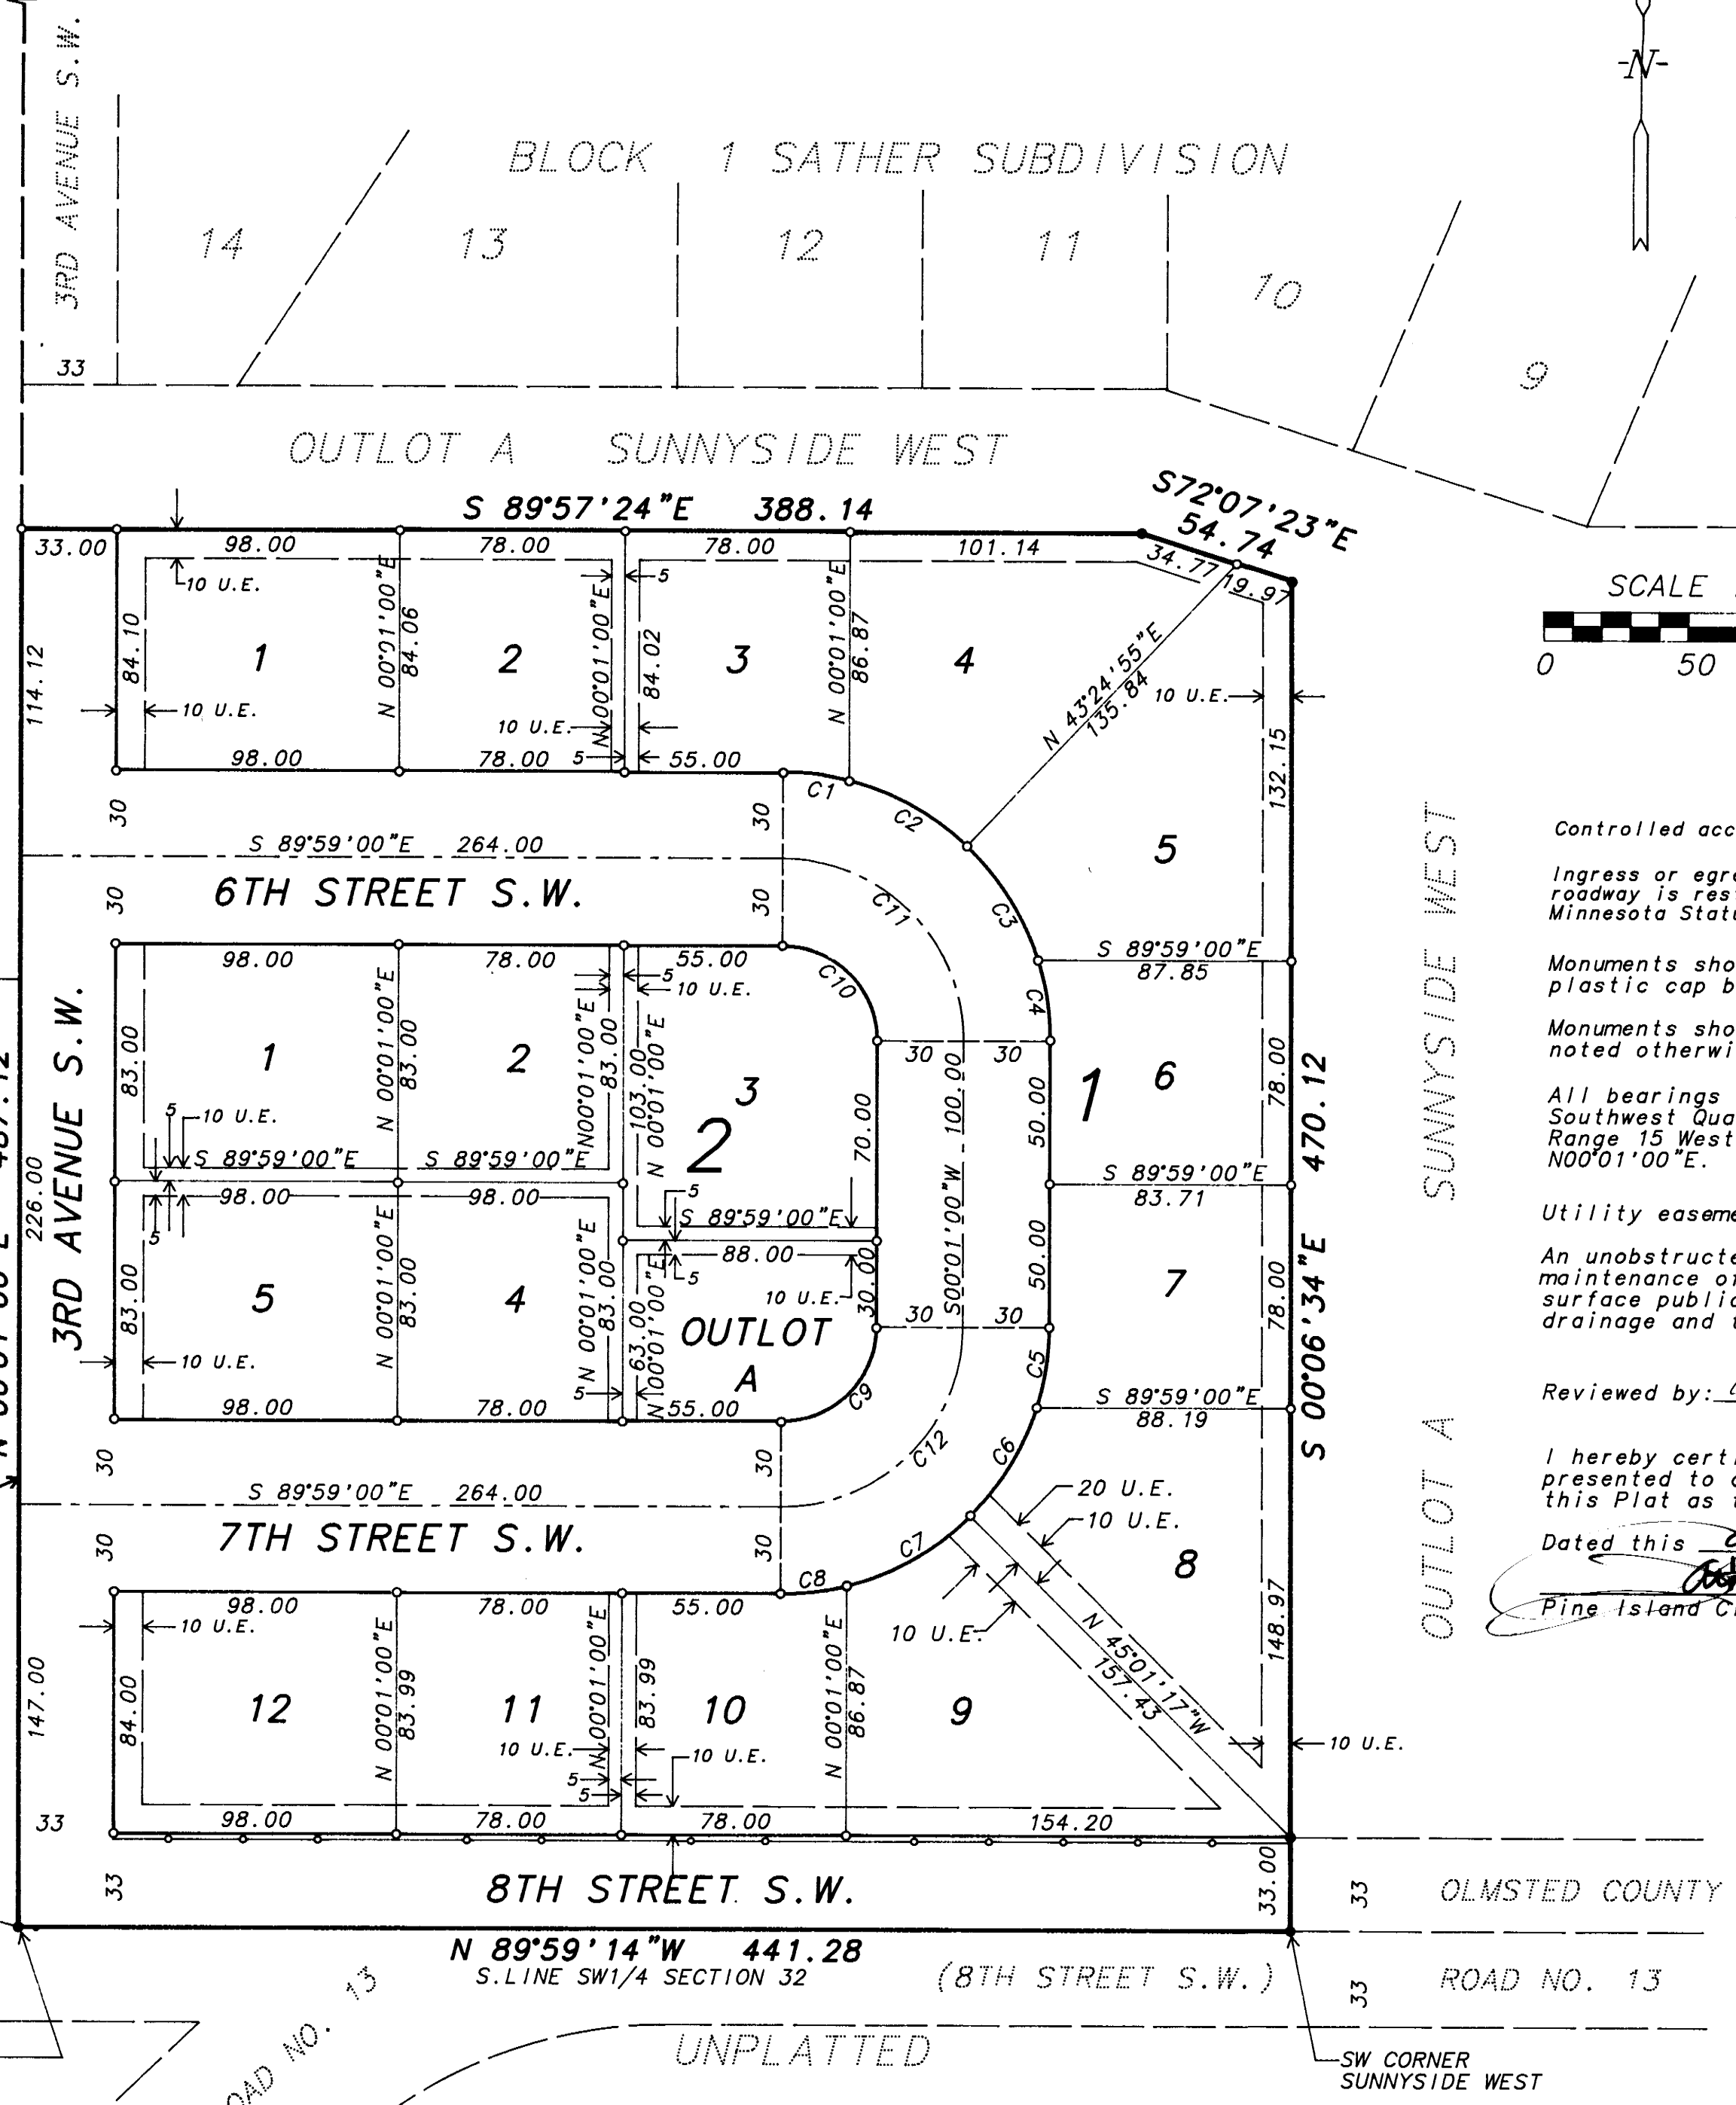 3RD AVENUE S.W.
-N-
BLOCK 1 SATHER SUBDIVISION
14
13
12
11
10
9
33
OUTLOT A SUNNYSIDE WEST
S 89°57'24"E 388.14
S72°07'23"E
54.74
33.00
98.00
78.00
78.00
101.14
34.77
19.97
10 U.E.
5
SCALE
0 50
114.12
84.10
1
N 00°01'00"E
84.06
2
N 00°01'00"E
84.02
3
N 00°01'00"E
86.87
4
N 43°24'55"E
135.84
10 U.E.
10 U.E.
10 U.E.
132.15
98.00
78.00
5
55.00
C1
C2
30
30
5
S 89°59'00"E 264.00
6TH STREET S.W.
30
30
C11
C3
S 89°59'00"E
87.85
98.00
78.00
55.00
5
10 U.E.
C10
C4
3RD AVENUE S.W.
226.00
83.00
1
N 00°01'00"E
83.00
2
N00°01'00"E
83.00
103.00
N 00°01'00"E
3
2
70.00
30
30
S00°01'00"W 100.00
50.00
1
6
78.00
S 00°06'34"E 470.12
5
10 U.E.
S 89°59'00"E
S 89°59'00"E
98.00
98.00
5
5
S 89°59'00"E
88.00
5
S 89°59'00"E
83.71
83.00
5
N 00°01'00"E
83.00
4
N 00°01'00"E
83.00
63.00
N 00°01'00"E
10 U.E.
30.00
OUTLOT
A
30
30
50.00
7
78.00
10 U.E.
5
98.00
78.00
55.00
C9
C5
S 89°59'00"E
88.19
30
30
C12
C6
S 89°59'00"E 264.00
7TH STREET S.W.
30
30
20 U.E.
10 U.E.
C7
C8
8
98.00
78.00
55.00
10 U.E.
10 U.E.
147.00
84.00
12
N 00°01'00"E
83.99
11
N 00°01'00"E
83.99
10
N 00°01'00"E
86.87
9
N 45°01'17"W
157.43
148.97
10 U.E.
10 U.E.
10 U.E.
5
5
33
98.00
78.00
78.00
154.20
33
8TH STREET S.W.
33.00
33
OLMSTED COUNTY
N 89°59'14"W 441.28
S.LINE SW1/4 SECTION 32
(8TH STREET S.W.)
33
ROAD NO. 13
13
NO.
UNPLATTED
SW CORNER
SUNNYSIDE WEST
SUNNYSIDE WEST
OUTLOT A
Controlled
Ingress or
roadway is
Minnesota
Monuments
plastic cap
Monuments
noted
All bearings
Southwest
Range 15 West
N00°01'00"E.
Utility
An
maintenance
surface
drainage and
Reviewed by:
I hereby
presented to
this Plat as
Dated this
Pine Island